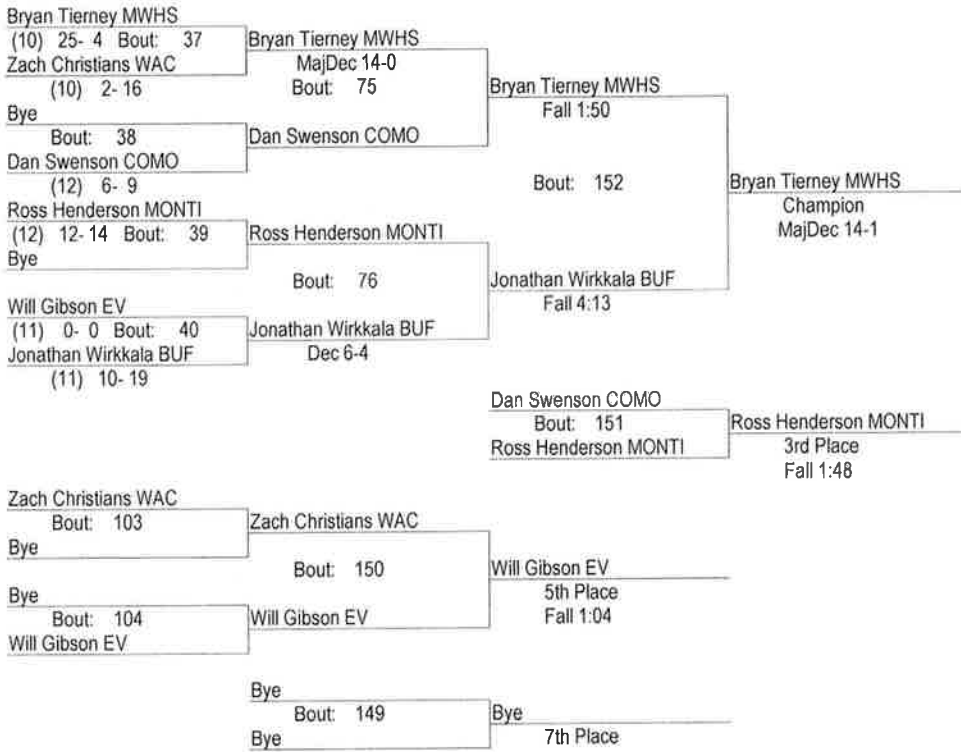 Bryan Tierney MWHS
(10) 25- 4 Bout: 37
Zach Christians WAC
(10) 2- 16
Bye
Bout: 38
Dan Swenson COMO
(12) 6- 9
Ross Henderson MONTI
(12) 12- 14 Bout: 39
Bye
Will Gibson EV
(11) 0- 0 Bout: 40
Jonathan Wirkkala BUF
(11) 10- 19
Bryan Tierney MWHS
MajDec 14-0
Bout: 75
Dan Swenson COMO
Ross Henderson MONTI
Bout: 76
Jonathan Wirkkala BUF
Dec 6-4
Bryan Tierney MWHS
Fall 1:50
Bout: 152
Jonathan Wirkkala BUF
Fall 4:13
Bryan Tierney MWHS
Champion
MajDec 14-1
Dan Swenson COMO
Bout: 151
Ross Henderson MONTI
Ross Henderson MONTI
3rd Place
Fall 1:48
Zach Christians WAC
Bout: 103
Bye
Bye
Bout: 104
Will Gibson EV
Zach Christians WAC
Bout: 150
Will Gibson EV
Will Gibson EV
5th Place
Fall 1:04
Bye
Bout: 149
Bye
Bye
7th Place